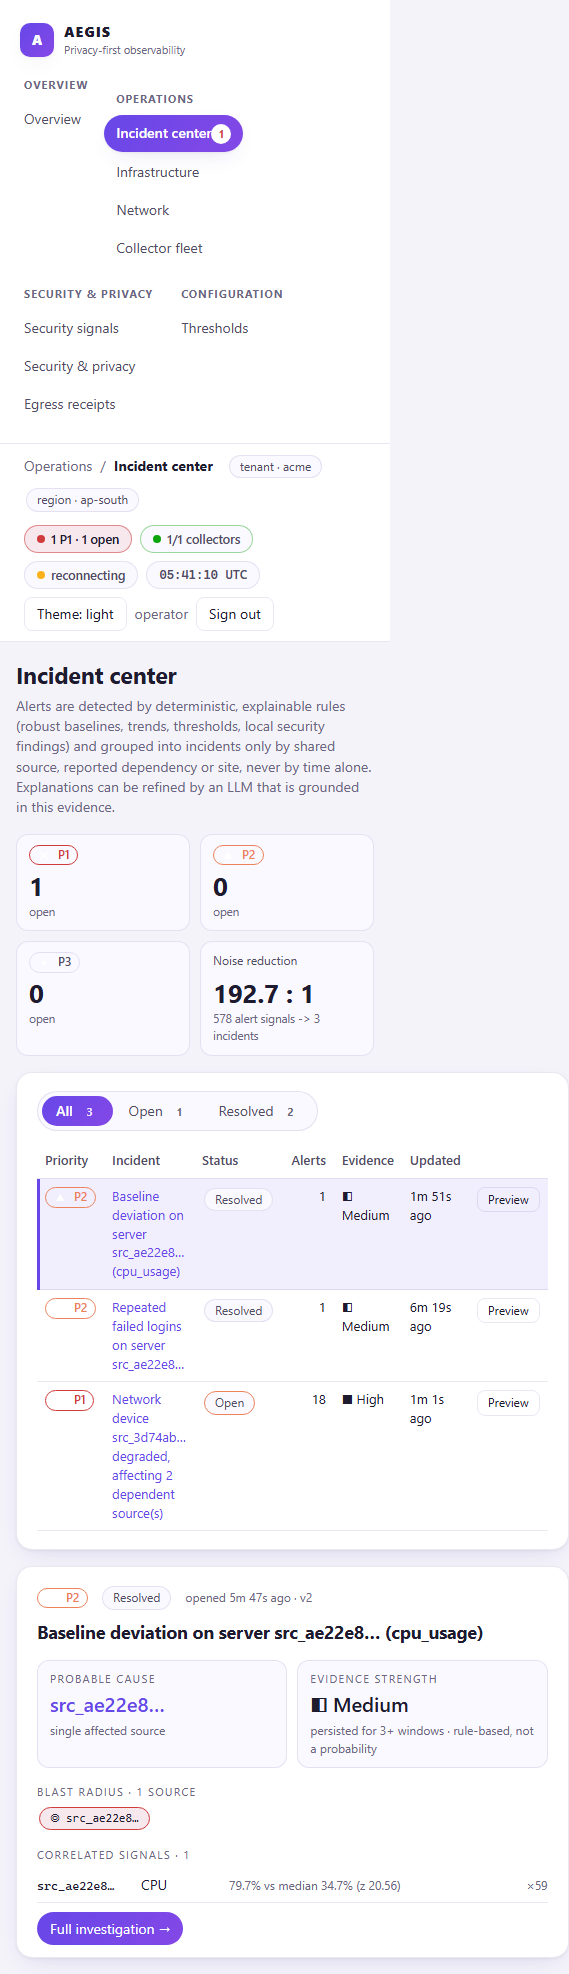 A
AEGIS
Privacy-first observability
OVERVIEW
Overview
OPERATIONS
Incident center 1
Infrastructure
Network
Collector fleet
SECURITY & PRIVACY
Security signals
Security & privacy
Egress receipts
CONFIGURATION
Thresholds
Operations / Incident center tenant · acme
region · ap-south
1 P1 · 1 open 1/1 collectors
reconnecting 05:41:10 UTC
Theme: light operator Sign out
Incident center
Alerts are detected by deterministic, explainable rules
(robust baselines, trends, thresholds, local security
findings) and grouped into incidents only by shared
source, reported dependency or site, never by time alone.
Explanations can be refined by an LLM that is grounded
in this evidence.
P1
1
open
P2
0
open
P3
0
open
Noise reduction
192.7 : 1
578 alert signals -> 3
incidents
All 3 Open 1 Resolved 2
Priority Incident Status Alerts Evidence Updated
P2
Baseline
deviation on
server
src_ae22e8…
(cpu_usage)
Resolved
1
◧
Medium
1m 51s
ago
Preview
P2
Repeated
failed logins
on server
src_ae22e8…
Resolved
1
◧
Medium
6m 19s
ago
Preview
P1
Network
device
src_3d74ab…
degraded,
affecting 2
dependent
source(s)
Open
18
■ High
1m 1s
ago
Preview
P2 Resolved opened 5m 47s ago · v2
Baseline deviation on server src_ae22e8… (cpu_usage)
PROBABLE CAUSE
src_ae22e8…
single affected source
EVIDENCE STRENGTH
◧ Medium
persisted for 3+ windows · rule-based, not
a probability
BLAST RADIUS · 1 SOURCE
◎ src_ae22e8…
CORRELATED SIGNALS · 1
src_ae22e8… CPU 79.7% vs median 34.7% (z 20.56) ×59
Full investigation →